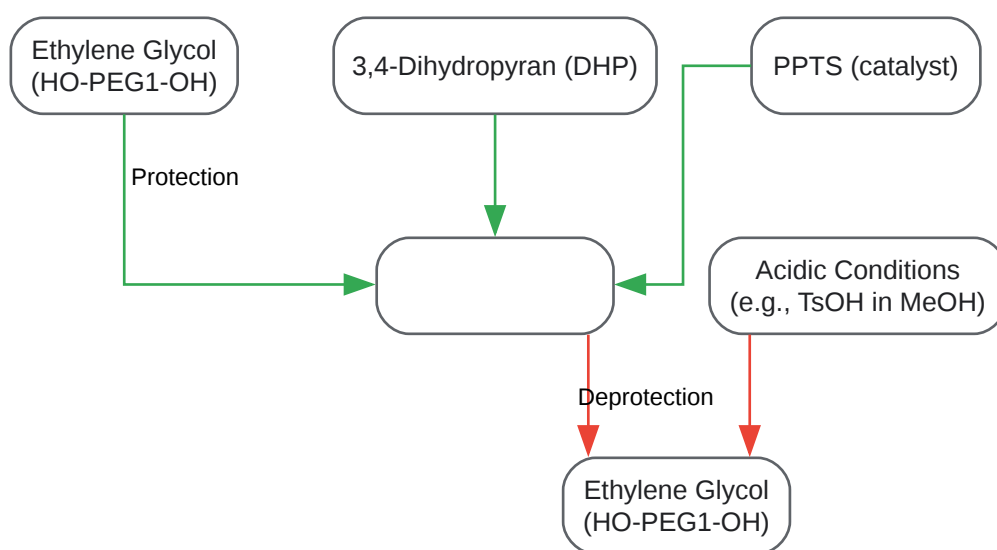 Ethylene Glycol
(HO-PEG1-OH)
3,4-Dihydropyran (DHP)
PPTS (catalyst)
Protection
Acidic Conditions
(e.g., TsOH in MeOH)
Deprotection
Ethylene Glycol
(HO-PEG1-OH)